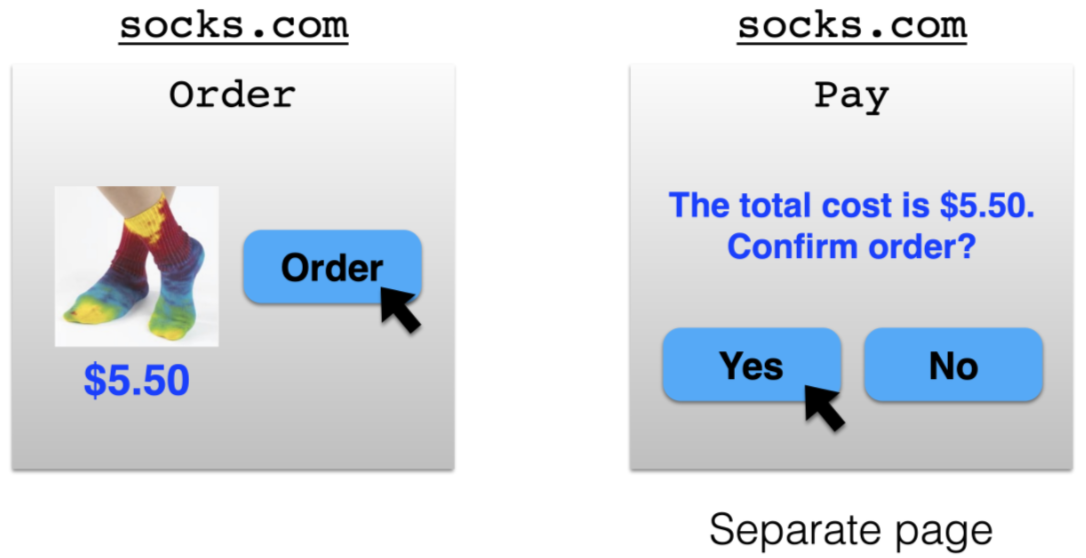 socks.com
Order
Order
$5.50
socks.com
Pay
The total cost is $5.50.
Confirm order?
Yes
No
Separate page